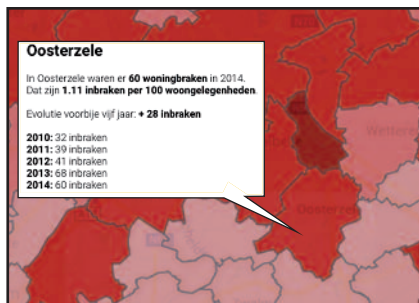 Oosterzele
In Oosterzele waren er 60 woningbraken in 2014.
Dat zijn 1.11 inbraken per 100 woongelegenheden.
Evolutie voorbije vijf jaar: + 28 inbraken
2010: 32 inbraken
2011: 39 inbraken
2012: 41 inbraken
2013: 68 inbraken
2014: 60 inbraken
Wetter
Oosterzel